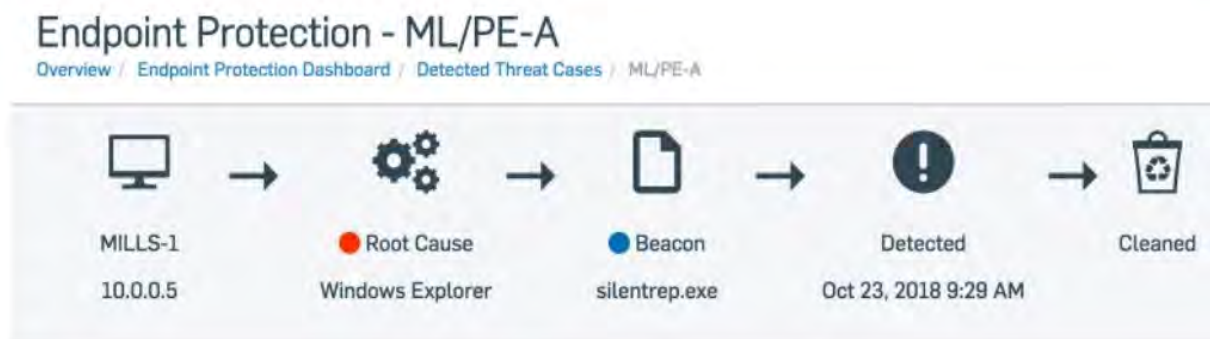 Endpoint Protection - ML/PE-A
Overview / Endpoint Protection Dashboard / Detected Threat Cases / ML/PE-A
MILLS-1
Root Cause
Beacon
Detected
Cleaned
10.0.0.5
Windows Explorer
silentrep.exe
Oct 23, 2018 9:29 AM